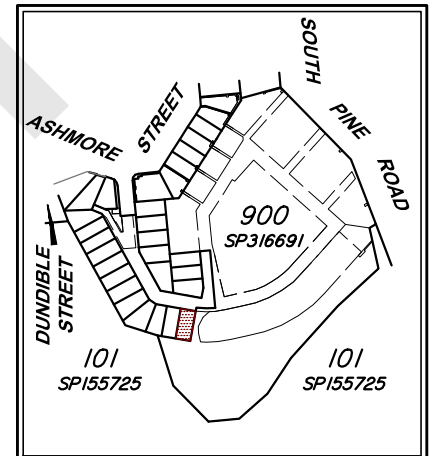 SOUTH
PINE
ROAD
ASHMORE
STREET
900
SP316691
DUNDIBLE
STREET
101
SP155725
101
SP155725